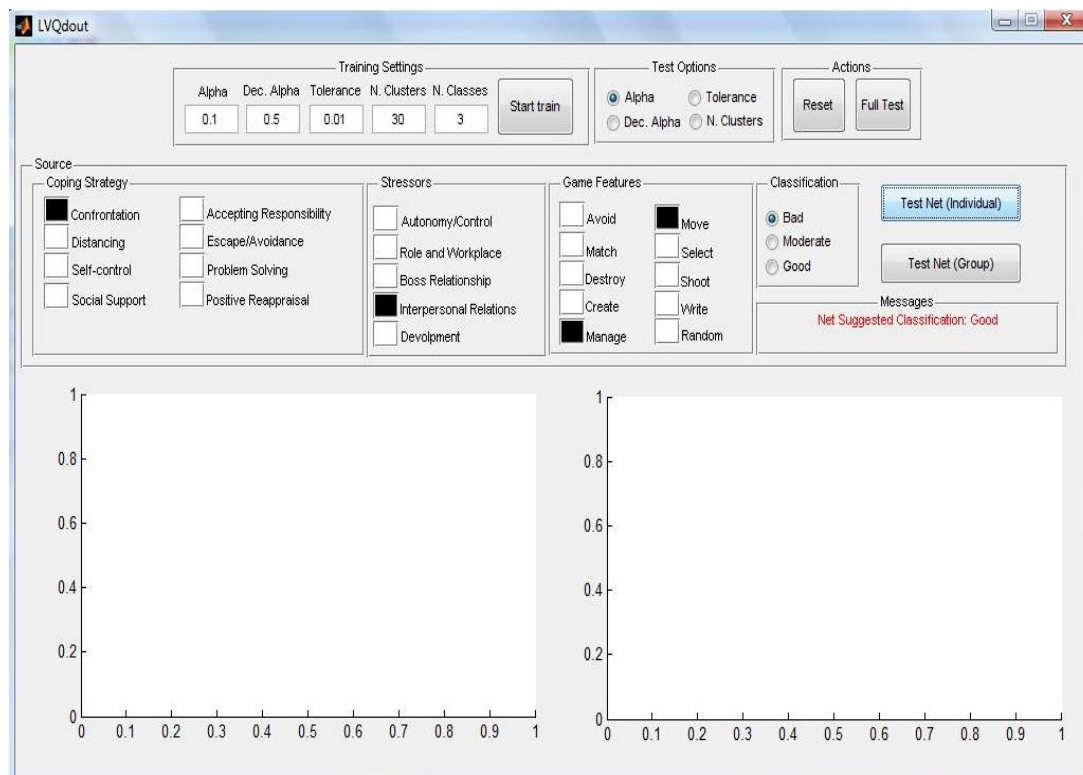 LVQdout
Training Settings
Alpha Dec. Alpha Tolerance N. Clusters N. Classes
0.1 0.5 0.01 30 3
Start train
Test Options
Alpha Tolerance
Dec. Alpha N. Clusters
Actions
Reset Full Test
Source
Coping Strategy
Confrontation Accepting Responsibility
Distancing Escape/Avoidance
Self-control Problem Solving
Social Support Positive Reappraisal
Stressors
Autonomy/Control
Role and Workplace
Boss Relationship
Interpersonal Relations
Devolpment
Game Features
Avoid Move
Match Select
Destroy Shoot
Create Write
Manage Random
Classification
Bad
Moderate
Good
Test Net (Individual)
Test Net (Group)
Messages
Net Suggested Classification: Good
1
0.8
0.6
0.4
0.2
0
0 0.1 0.2 0.3 0.4 0.5 0.6 0.7 0.8 0.9 1
1
0.8
0.6
0.4
0.2
0
0 0.1 0.2 0.3 0.4 0.5 0.6 0.7 0.8 0.9 1